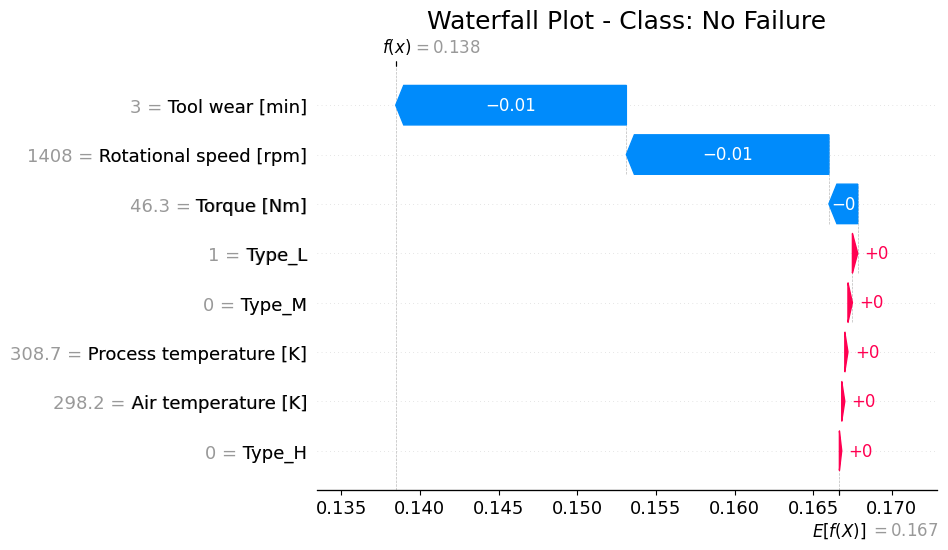 Waterfall Plot - Class: No Failure
f(x) = 0.138
3 = Tool wear [min] −0.01
1408 = Rotational speed [rpm] −0.01
46.3 = Torque [Nm] −0
1 = Type_L +0
0 = Type_M +0
308.7 = Process temperature [K] +0
298.2 = Air temperature [K] +0
0 = Type_H +0
0.135 0.140 0.145 0.150 0.155 0.160 0.165 0.170
E[f(X)] = 0.167